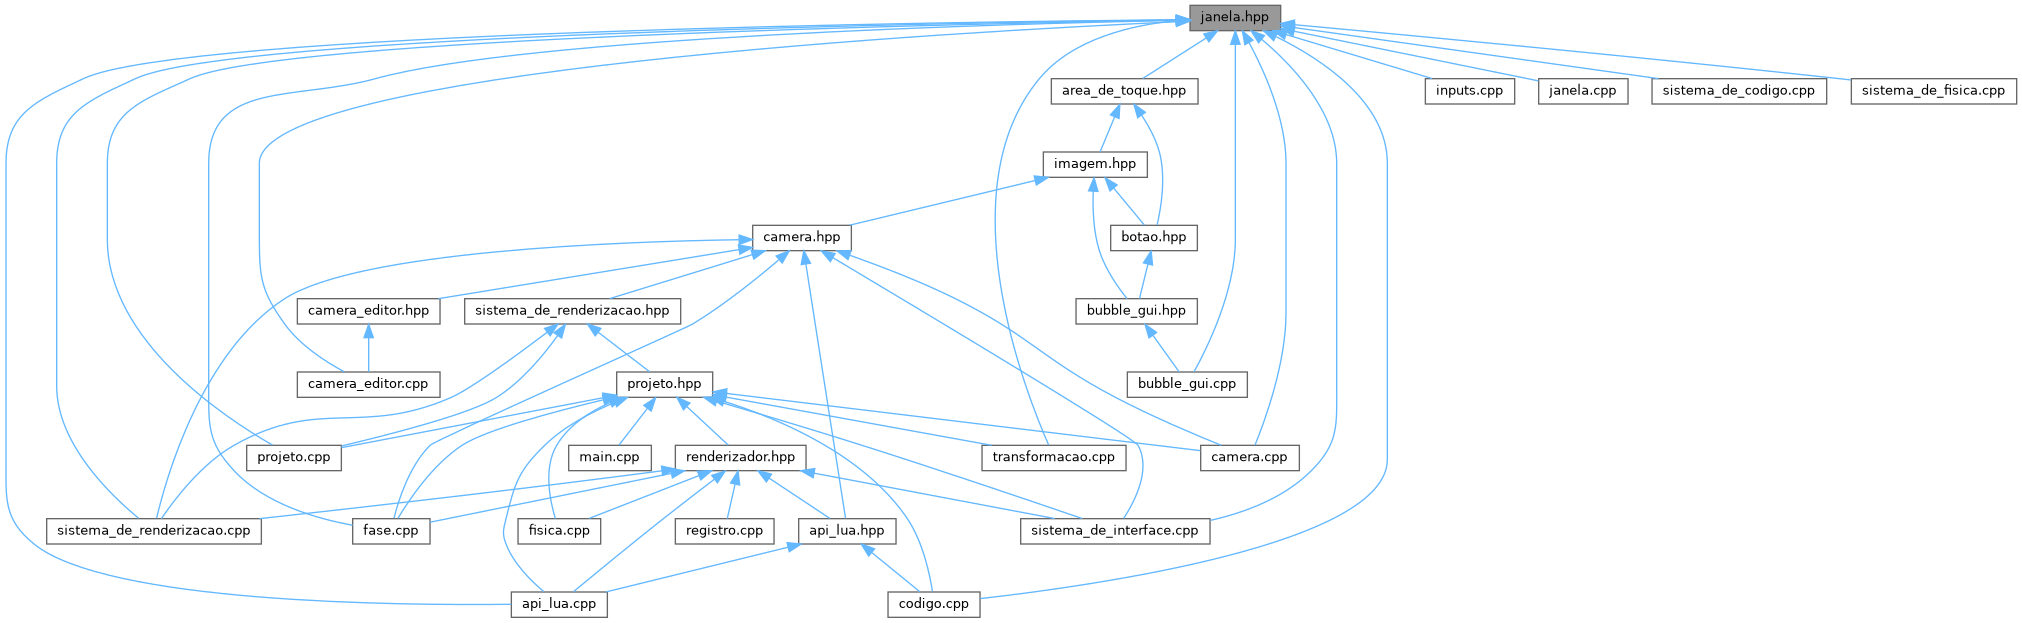 janela.hpp
area_de_toque.hpp
inputs.cpp
janela.cpp
sistema_de_codigo.cpp
sistema_de_fisica.cpp
imagem.hpp
camera.hpp
botao.hpp
camera_editor.hpp
sistema_de_renderizacao.hpp
bubble_gui.hpp
camera_editor.cpp
projeto.hpp
bubble_gui.cpp
projeto.cpp
main.cpp
renderizador.hpp
transformacao.cpp
camera.cpp
sistema_de_renderizacao.cpp
fase.cpp
fisica.cpp
registro.cpp
api_lua.hpp
sistema_de_interface.cpp
api_lua.cpp
codigo.cpp